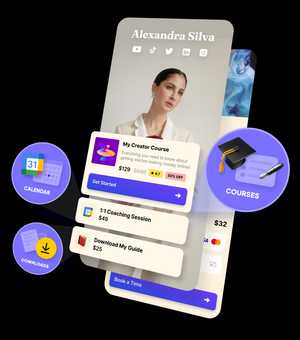 Alexandra Silva
My Creator Course
Everything you need to know about
getting started making money online!
$129
4.7
50% OFF
Get Started
1:1 Coaching Session
$49
Download My Guide
$25
31
CALENDAR
DOWNLOADS
COURSES
$32
Book a Time